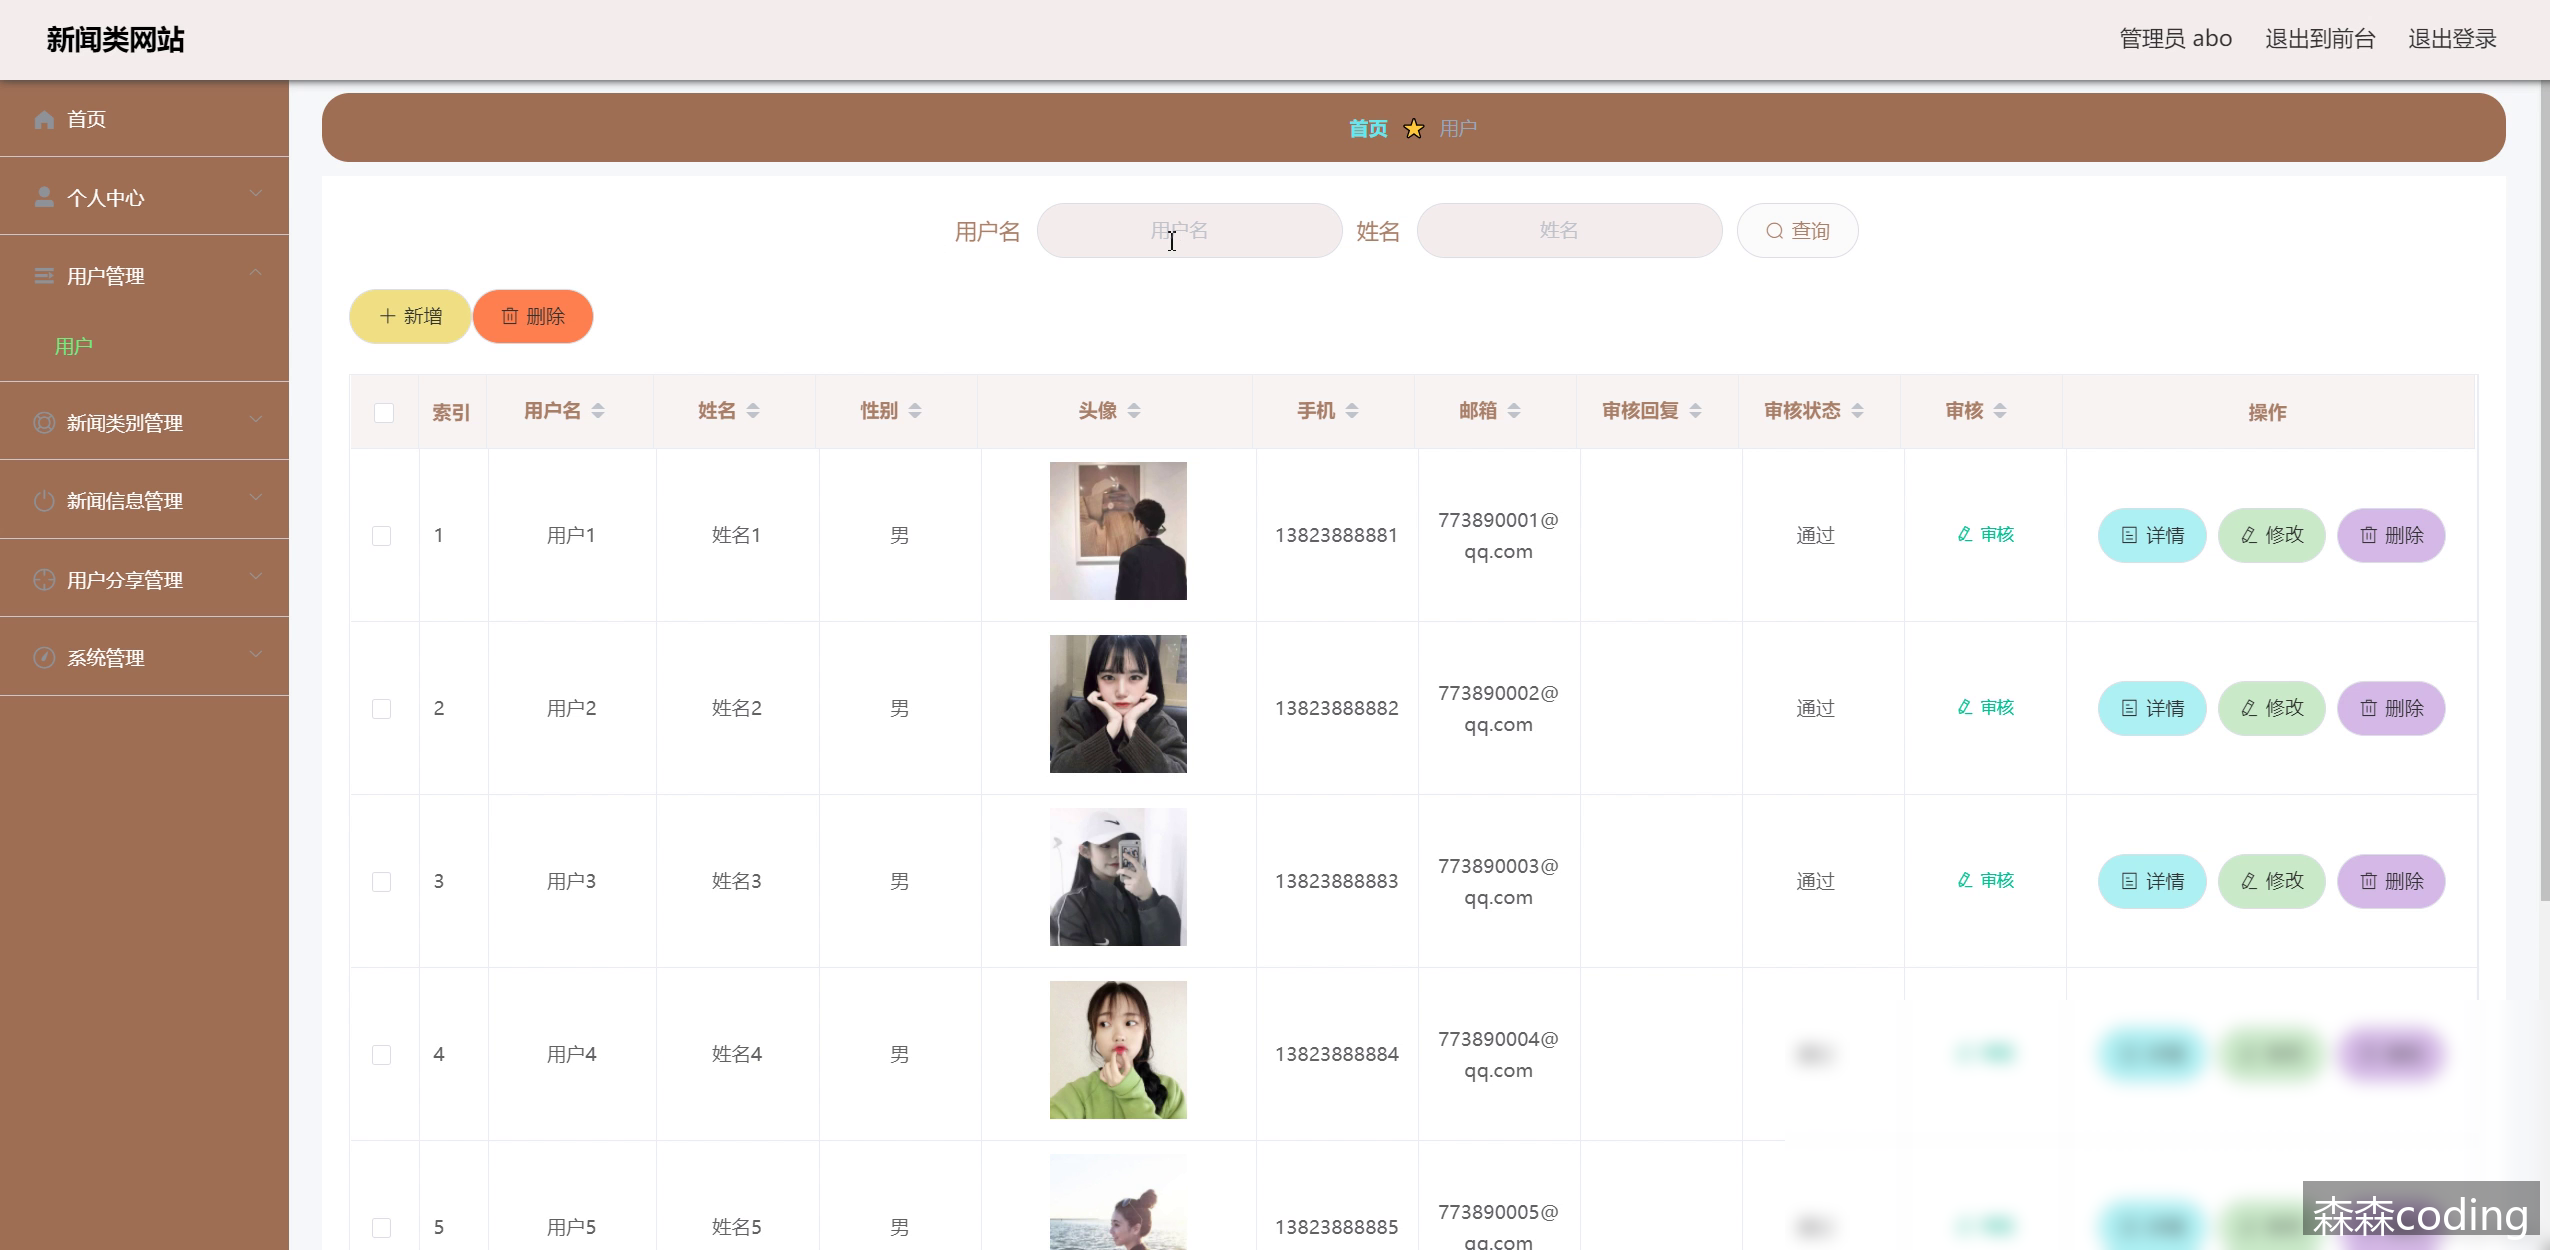 新闻类网站
管理员 abo 退出到前台 退出登录
首页
个人中心
用户管理
用户
新闻类别管理
新闻信息管理
用户分享管理
系统管理
首页 用户
用户名 用户名 姓名 姓名 查询
新增 删除
索引 用户名 姓名 性别 头像 手机 邮箱 审核回复 审核状态 审核 操作
1 用户1 姓名1 男 13823888881 773890001@
qq.com 通过 审核 详情 修改 删除
2 用户2 姓名2 男 13823888882 773890002@
qq.com 通过 审核 详情 修改 删除
3 用户3 姓名3 男 13823888883 773890003@
qq.com 通过 审核 详情 修改 删除
4 用户4 姓名4 男 13823888884 773890004@
qq.com
5 用户5 姓名5 男 13823888885 773890005@
qq.com
森森coding